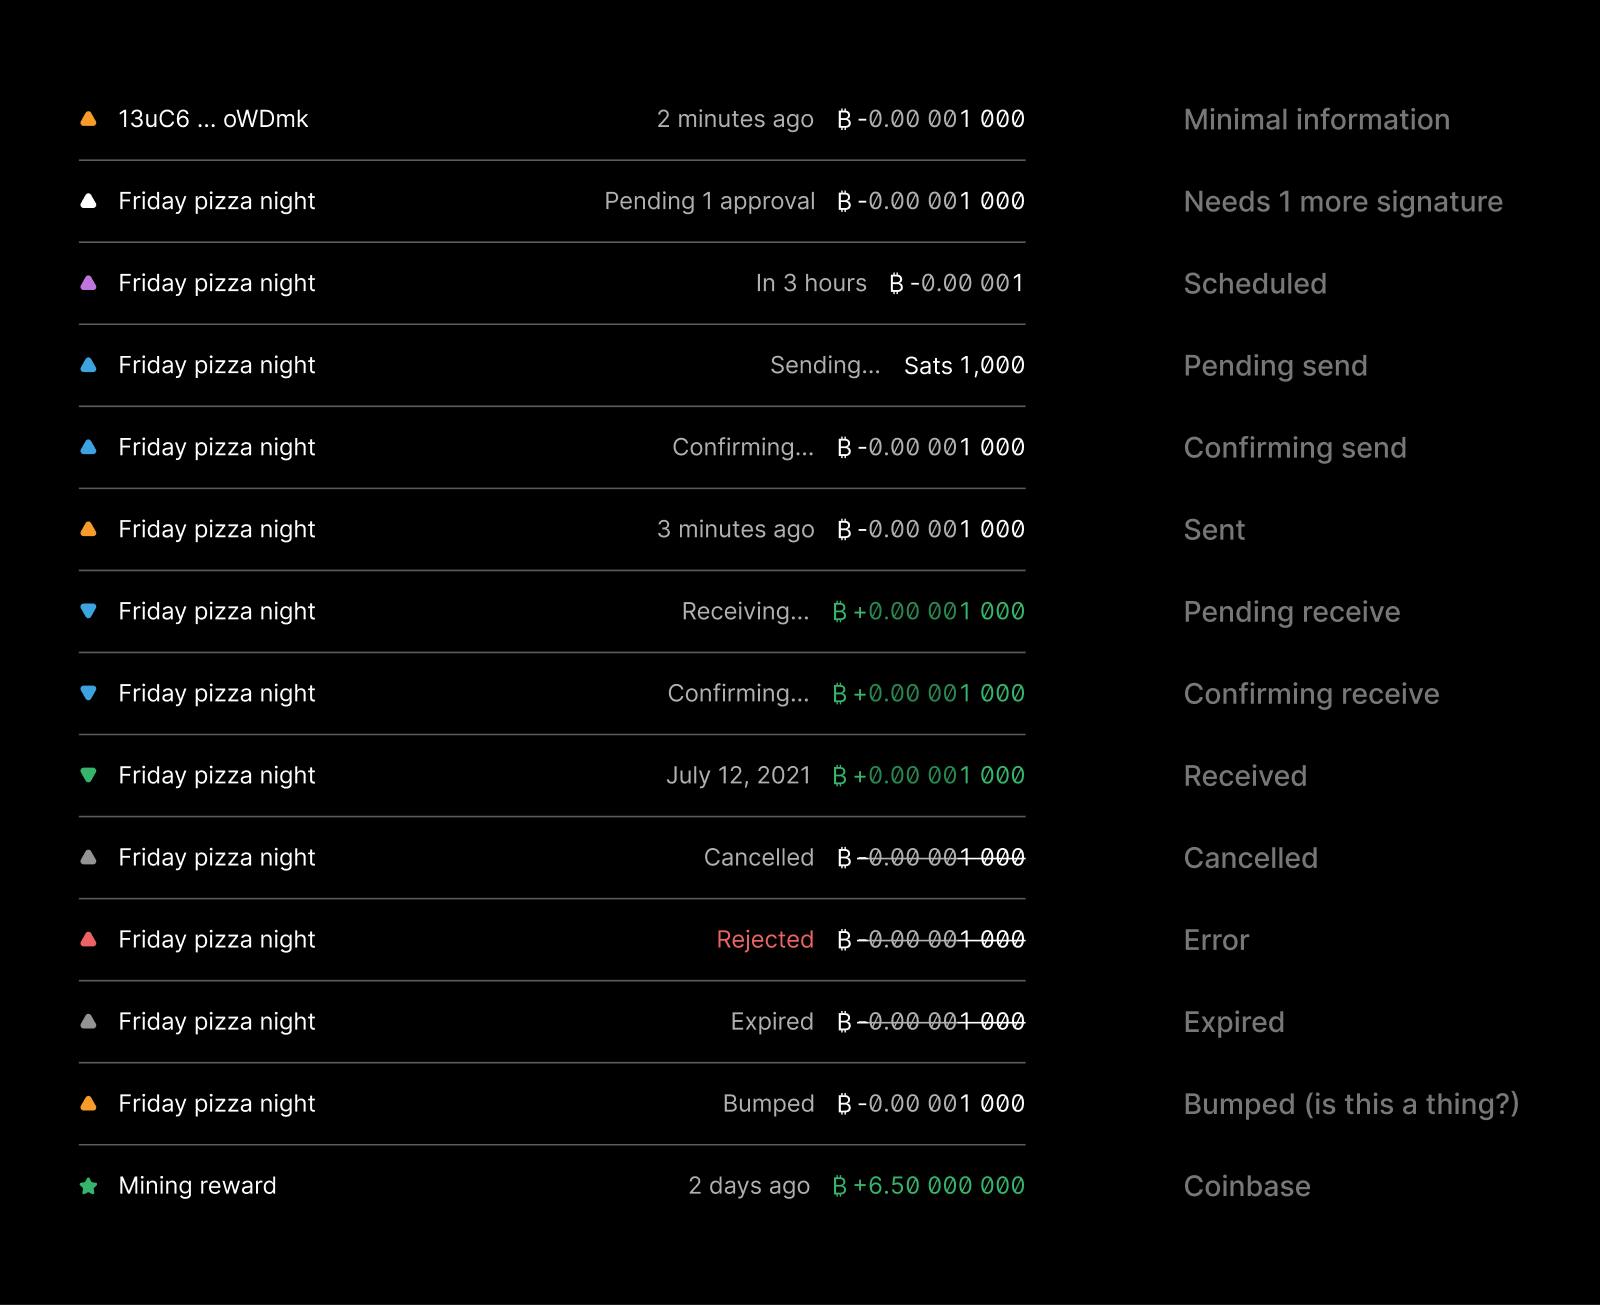 13uC6 ... oWDmk 2 minutes ago ₿ -0.00 001 000 Minimal information
Friday pizza night Pending 1 approval ₿ -0.00 001 000 Needs 1 more signature
Friday pizza night In 3 hours ₿ -0.00 001 Scheduled
Friday pizza night Sending... Sats 1,000 Pending send
Friday pizza night Confirming... ₿ -0.00 001 000 Confirming send
Friday pizza night 3 minutes ago ₿ -0.00 001 000 Sent
Friday pizza night Receiving... ₿ +0.00 001 000 Pending receive
Friday pizza night Confirming... ₿ +0.00 001 000 Confirming receive
Friday pizza night July 12, 2021 ₿ +0.00 001 000 Received
Friday pizza night Cancelled ₿ -0.00 001 000 Cancelled
Friday pizza night Rejected ₿ -0.00 001 000 Error
Friday pizza night Expired ₿ -0.00 001 000 Expired
Friday pizza night Bumped ₿ -0.00 001 000 Bumped (is this a thing?)
Mining reward 2 days ago ₿ +6.50 000 000 Coinbase